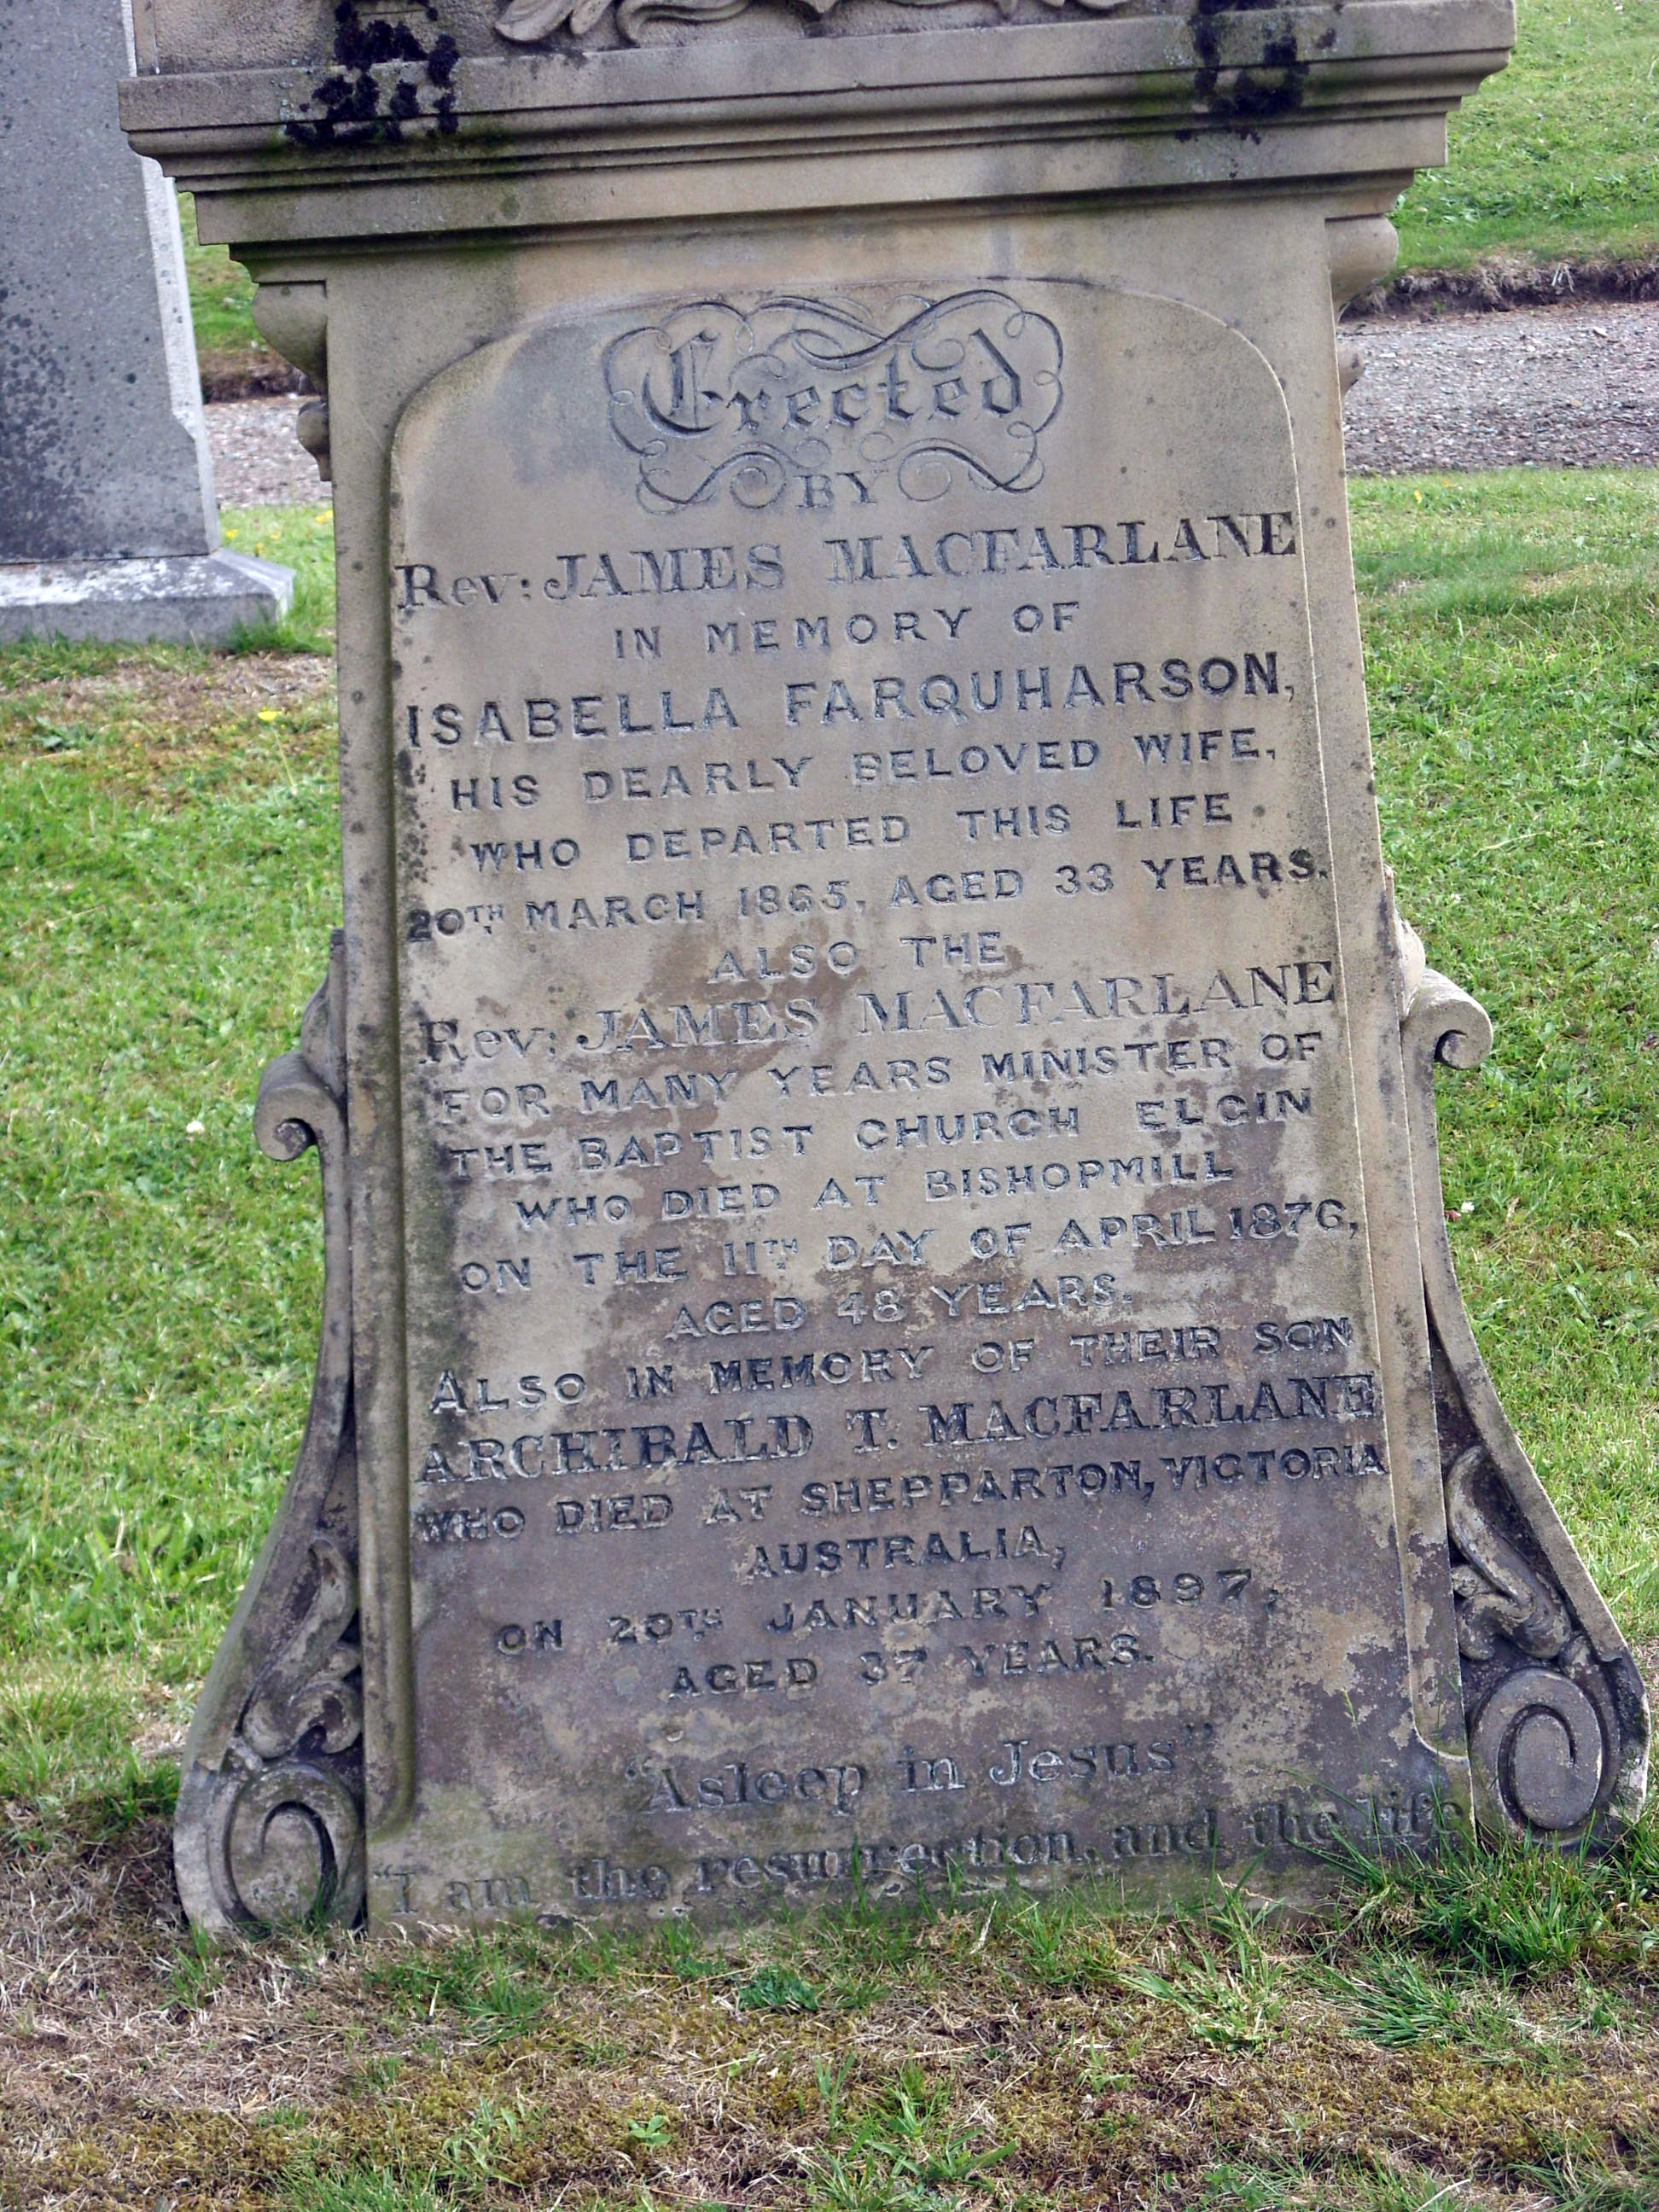 Erected
BY
Rev: JAMES MACFARLANE
IN MEMORY OF
ISABELLA FARQUHARSON,
HIS DEARLY BELOVED WIFE,
WHO DEPARTED THIS LIFE
20TH MARCH 1865, AGED 33 YEARS.
ALSO THE
Rev: JAMES MACFARLANE
FOR MANY YEARS MINISTER OF
THE BAPTIST CHURCH ELGIN
WHO DIED AT BISHOPMILL
ON THE 11TH DAY OF APRIL 1876,
AGED 48 YEARS.
ALSO IN MEMORY OF THEIR SON
ARCHIBALD T. MACFARLANE
WHO DIED AT SHEPPARTON, VICTORIA
AUSTRALIA,
ON 20TH JANUARY 1897,
AGED 37 YEARS.
"Asleep in Jesus"
"I am the resurrection, and the life